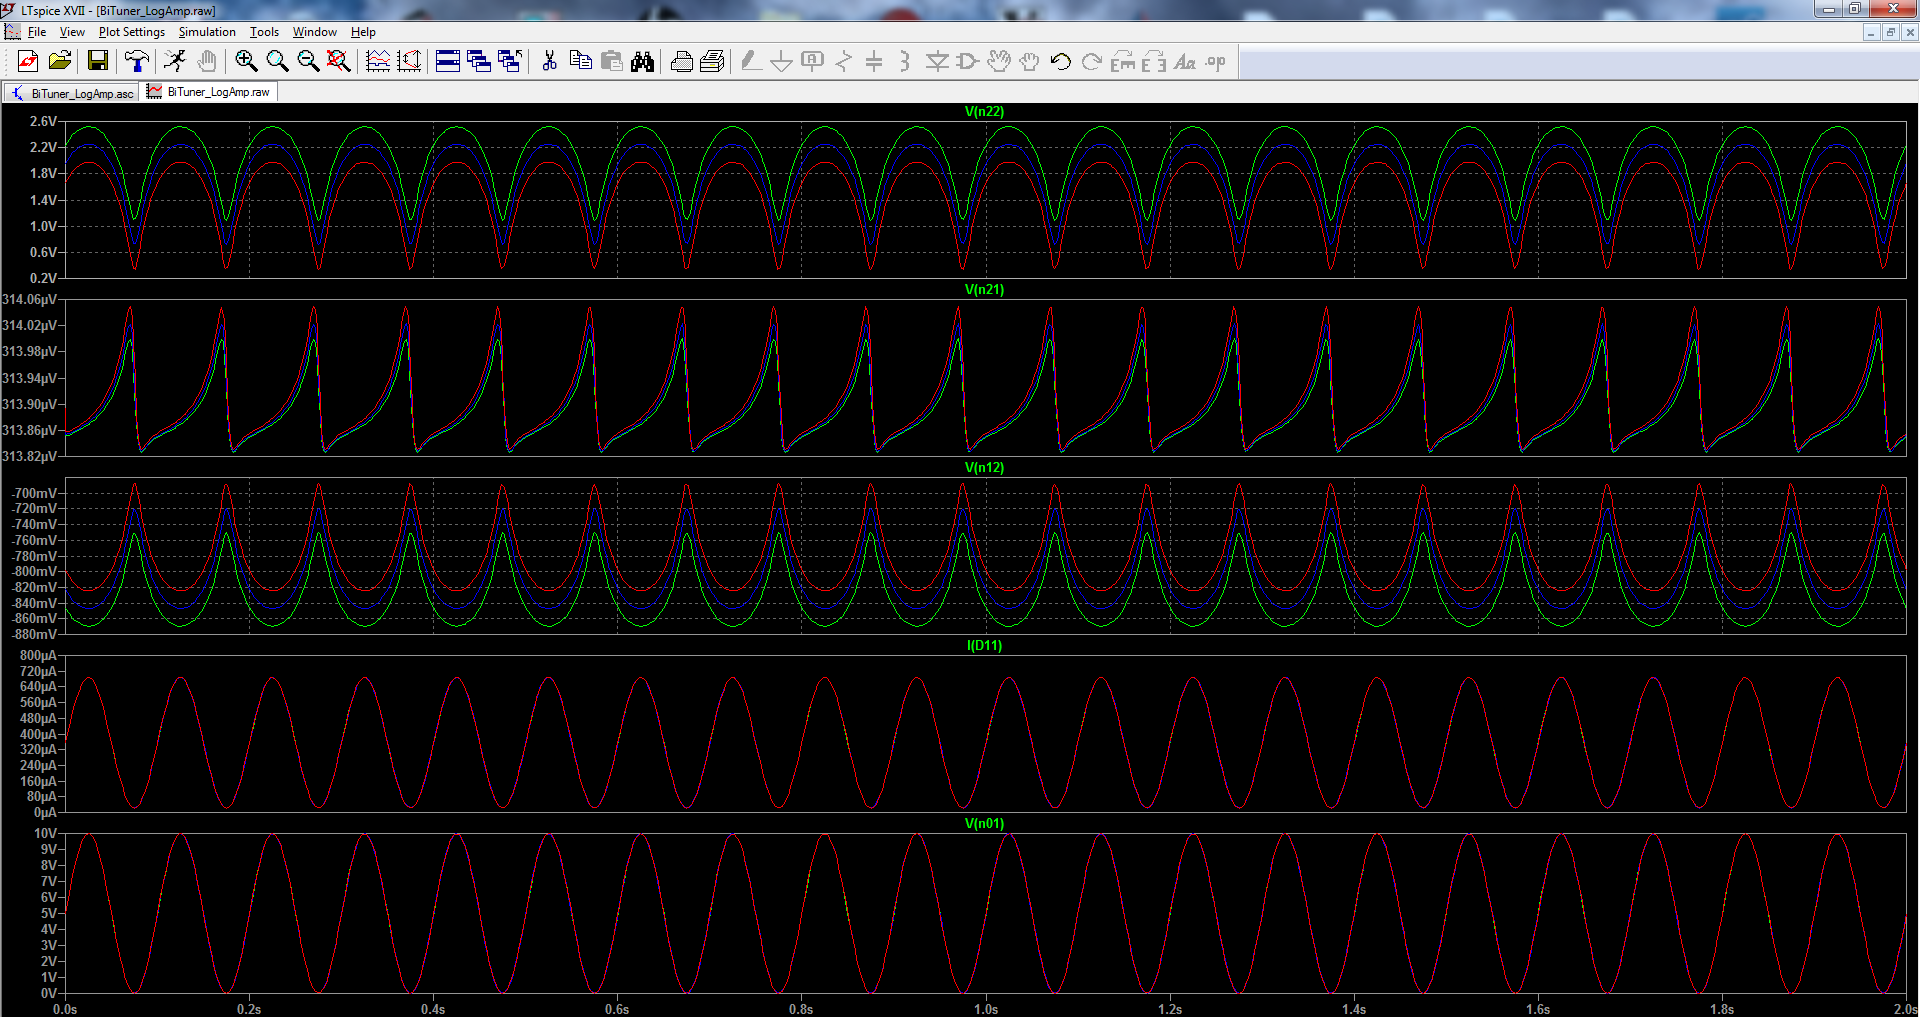 LTspice XVII - [BiTuner_LogAmp.raw]
File View Plot Settings Simulation Tools Window Help
BiTuner_LogAmp.asc BiTuner_LogAmp.raw
V(n22)
2.6V
2.2V
1.8V
1.4V
1.0V
0.6V
0.2V
V(n21)
314.06µV
314.02µV
313.98µV
313.94µV
313.90µV
313.86µV
313.82µV
V(n12)
-700mV
-720mV
-740mV
-760mV
-780mV
-800mV
-820mV
-840mV
-860mV
-880mV
I(D11)
800µA
720µA
640µA
560µA
480µA
400µA
320µA
240µA
160µA
80µA
0µA
V(n01)
10V
9V
8V
7V
6V
5V
4V
3V
2V
1V
0V
0.0s 0.2s 0.4s 0.6s 0.8s 1.0s 1.2s 1.4s 1.6s 1.8s 2.0s